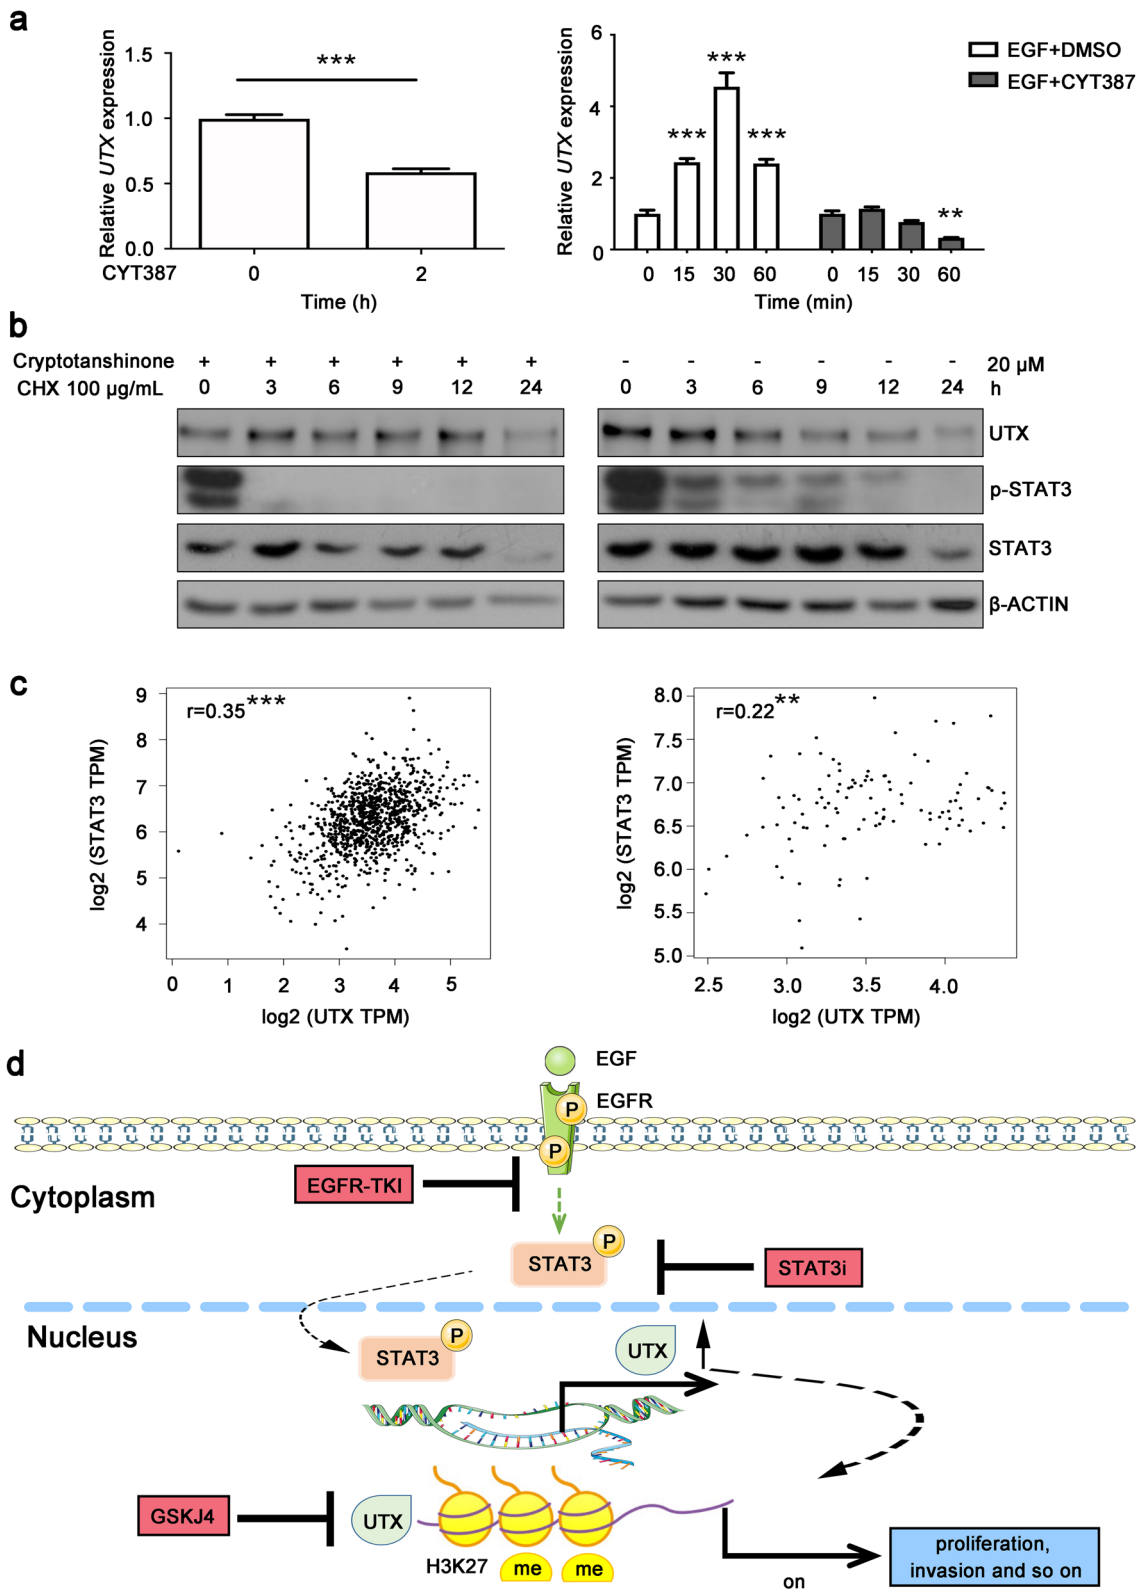 a
Relative UTX expression
1.5
1.0
0.5
0.0
***
CYT387
0
2
Time (h)
Relative UTX expression
6
4
2
0
***
***
***
**
0 15 30 60 0 15 30 60
Time (min)
EGF+DMSO
EGF+CYT387
b
Cryptotanshinone + + + + + + - - - - - - 20 µM
CHX 100 µg/mL 0 3 6 9 12 24 0 3 6 9 12 24 h
UTX
p-STAT3
STAT3
β-ACTIN
c
log2 (STAT3 TPM)
9
8
7
6
5
4
r=0.35***
0 1 2 3 4 5
log2 (UTX TPM)
log2 (STAT3 TPM)
8.0
7.5
7.0
6.5
6.0
5.5
5.0
r=0.22**
2.5 3.0 3.5 4.0
log2 (UTX TPM)
d
EGF
EGFR
P
P
EGFR-TKI
Cytoplasm
P
STAT3
STAT3i
Nucleus
P
STAT3
UTX
GSKJ4
UTX
H3K27
me
me
on
proliferation,
invasion and so on